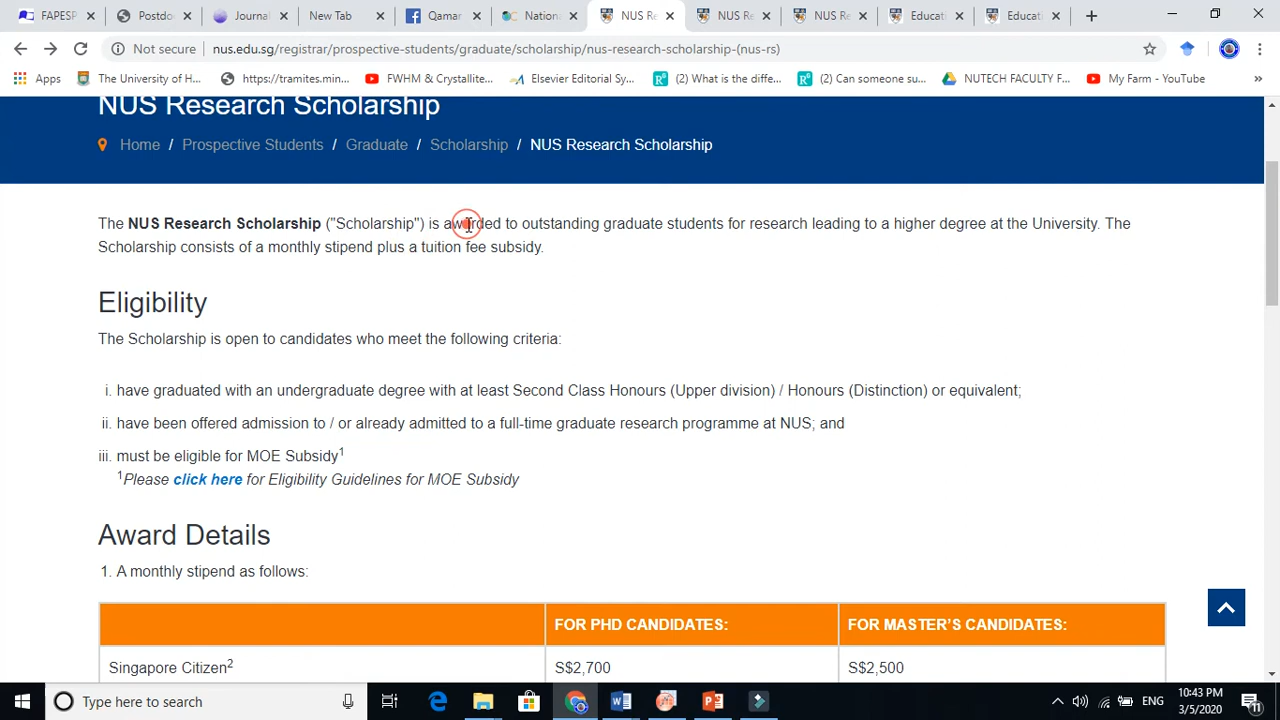 FAPESP
Postdo
Journal
New Tab
Qamar
Nation
NUS Re
NUS Re
NUS Re
Educati
Educati
Not secure
nus.edu.sg/registrar/prospective-students/graduate/scholarship/nus-research-scholarship-(nus-rs)
Apps
The University of H...
https://tramites.min...
FWHM & Crystallite...
Elsevier Editorial Sy...
(2) What is the diffe...
(2) Can someone su...
NUTECH FACULTY F...
My Farm - YouTube
»
NUS Research Scholarship
Home / Prospective Students / Graduate / Scholarship / NUS Research Scholarship
The NUS Research Scholarship ("Scholarship") is awarded to outstanding graduate students for research leading to a higher degree at the University. The
Scholarship consists of a monthly stipend plus a tuition fee subsidy.
Eligibility
The Scholarship is open to candidates who meet the following criteria:
i. have graduated with an undergraduate degree with at least Second Class Honours (Upper division) / Honours (Distinction) or equivalent;
ii. have been offered admission to / or already admitted to a full-time graduate research programme at NUS; and
iii. must be eligible for MOE Subsidy1
1Please click here for Eligibility Guidelines for MOE Subsidy
Award Details
1. A monthly stipend as follows:
FOR PHD CANDIDATES:
FOR MASTER'S CANDIDATES:
Singapore Citizen2
S$2,700
S$2,500
Type here to search
ENG
10:43 PM
3/5/2020
11